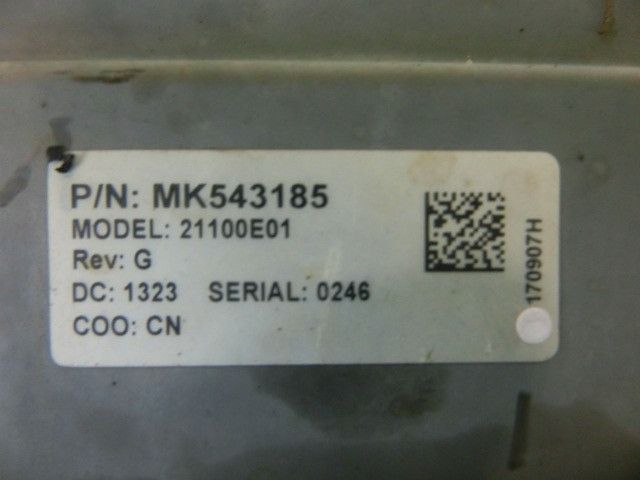 P/N: MK543185
MODEL: 21100E01
Rev: G
DC: 1323 SERIAL: 0246
COO: CN
170907H